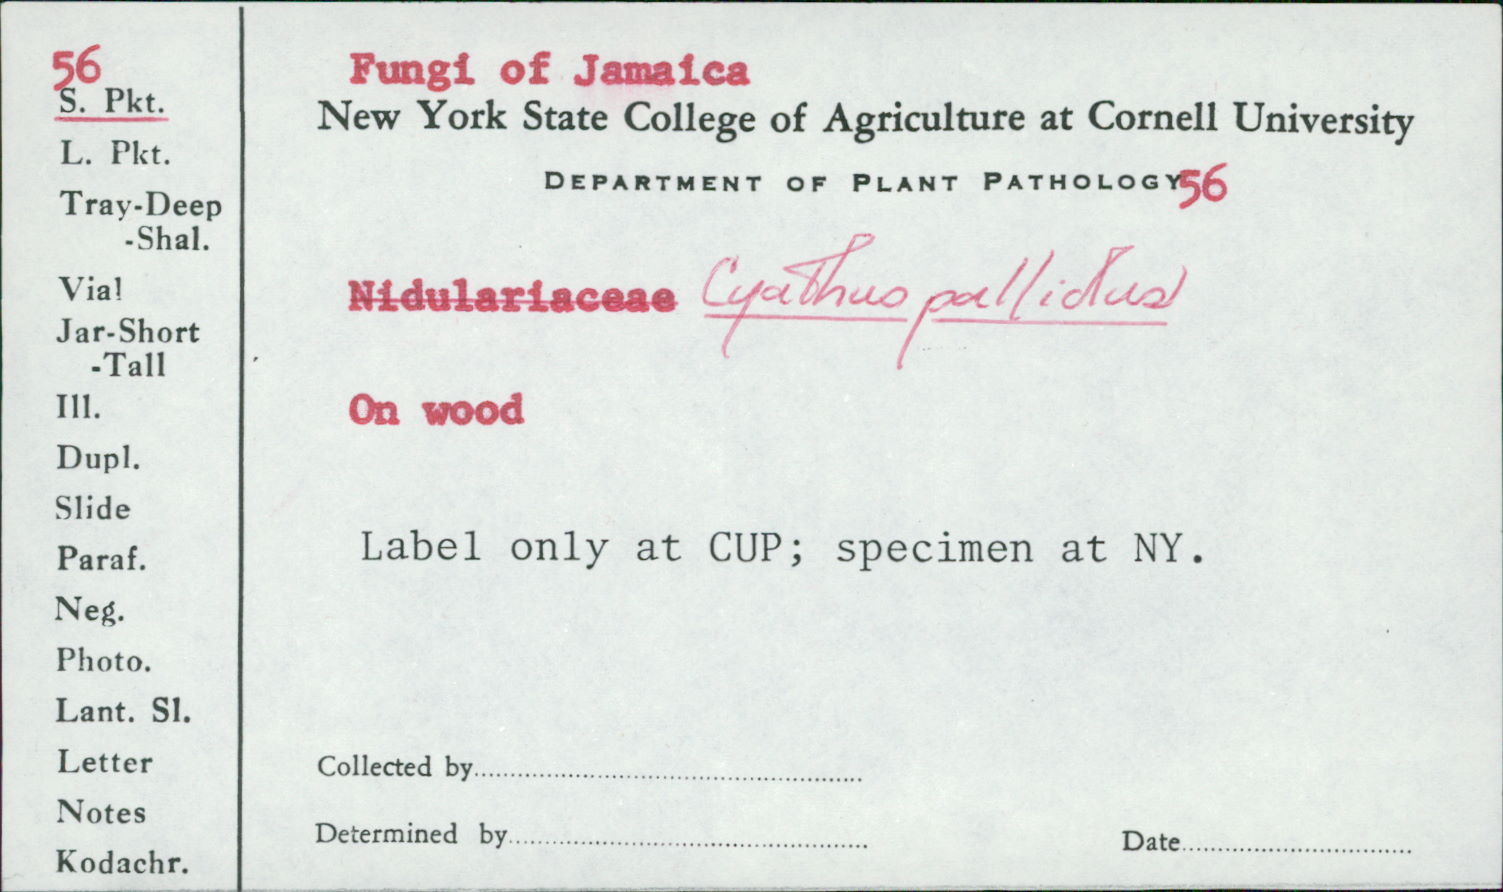 56
S. Pkt.
L. Pkt.
Tray-Deep
-Shal.
Vial
Jar-Short
-Tall
Ill.
Dupl.
Slide
Paraf.
Neg.
Photo.
Lant. Sl.
Letter
Notes
Kodachr.
Fungi of Jamaica
New York State College of Agriculture at Cornell University
DEPARTMENT OF PLANT PATHOLOGY 56
Nidulariaceae Cyathus pallidus
On wood
Label only at CUP; specimen at NY.
Collected by
Determined by
Date